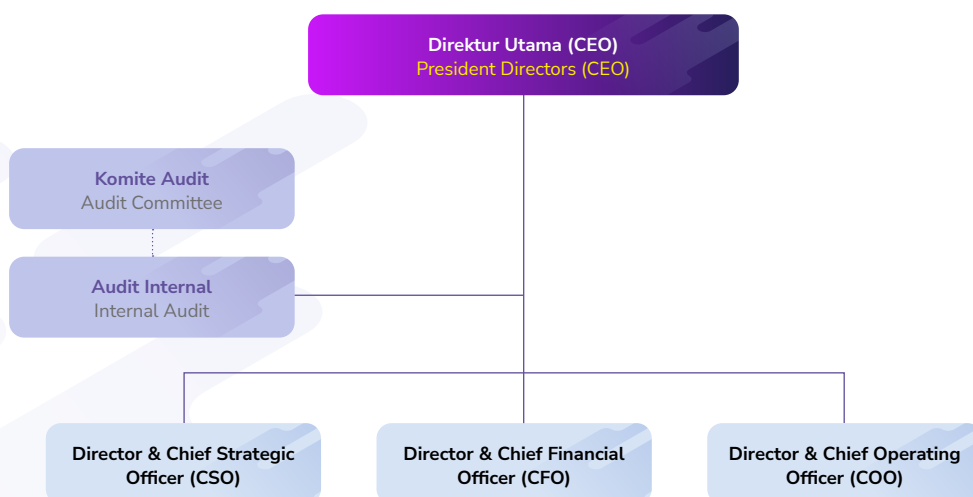 Direktur Utama (CEO)
President Directors (CEO)
Komite Audit
Audit Committee
Audit Internal
Internal Audit
Director & Chief Strategic
Officer (CSO)
Director & Chief Financial
Officer (CFO)
Director & Chief Operating
Officer (COO)